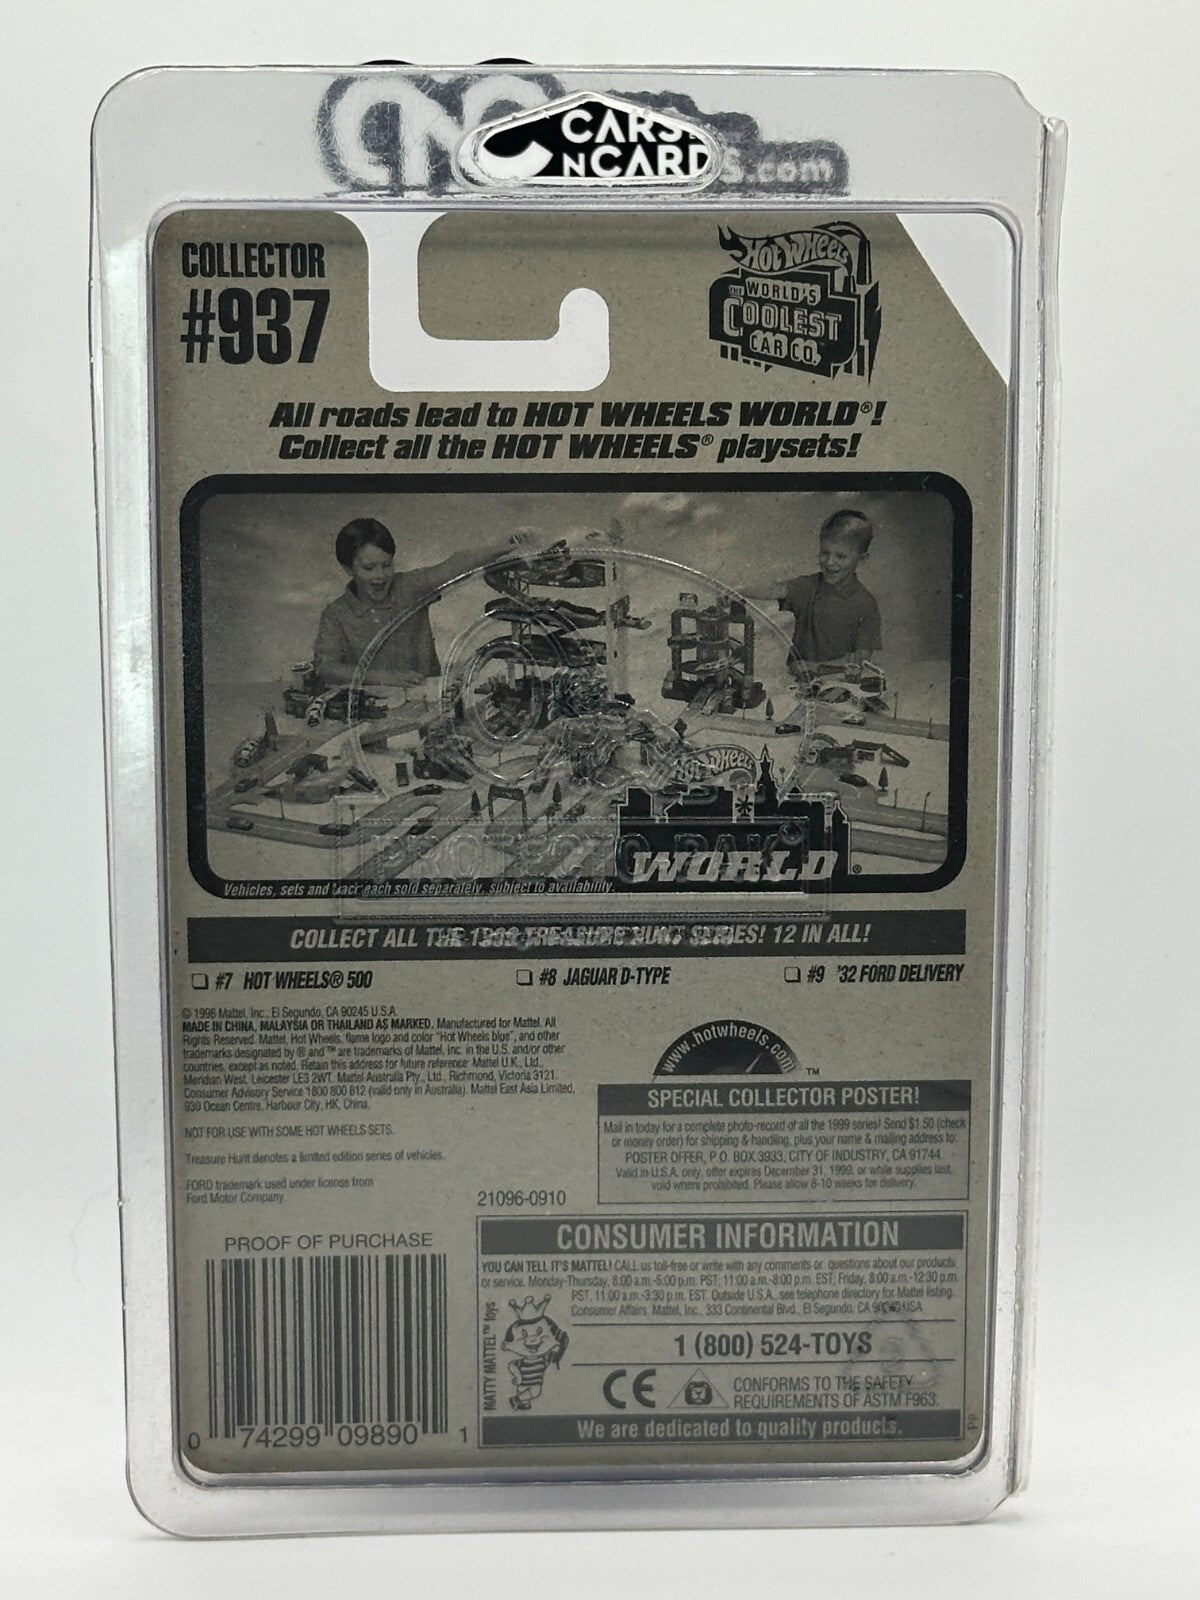 CARS
N CARDS.com
COLLECTOR
#937
HOT WHEELS
THE WORLD'S
COOLEST
CAR CO.
All roads lead to HOT WHEELS WORLD®!
Collect all the HOT WHEELS® playsets!
HOT WHEELS
PROTECTO PAK
WORLD
Vehicles, sets and track each sold separately, subject to availability.
COLLECT ALL THE 1999 TREASURE HUNT SERIES! 12 IN ALL!
#7 HOT WHEELS® 500
#8 JAGUAR D-TYPE
#9 '32 FORD DELIVERY
© 1998 Mattel, Inc., El Segundo, CA 90245 U.S.A.
MADE IN CHINA, MALAYSIA OR THAILAND AS MARKED. Manufactured for Mattel. All
Rights Reserved. Mattel, Hot Wheels, flame logo and color "Hot Wheels blue", and other
trademarks designated by ® and ™ are trademarks of Mattel, Inc. in the U.S. and/or other
countries, except as noted. Retain this address for future reference: Mattel U.K., Ltd.,
Meridian West, Leicester LE3 2WT. Mattel Australia Pty., Ltd., Richmond, Victoria 3121.
Consumer Advisory Service 1800 800 812 (valid only in Australia). Mattel East Asia Limited,
930 Ocean Centre, Harbour City, HK, China.
NOT FOR USE WITH SOME HOT WHEELS SETS.
Treasure Hunt denotes a limited edition series of vehicles.
FORD trademark used under license from
Ford Motor Company.
21096-0910
www.hotwheels.com ™
SPECIAL COLLECTOR POSTER!
Mail in today for a complete photo-record of all the 1999 series! Send $1.50 (check
or money order) for shipping & handling, plus your name & mailing address to:
POSTER OFFER, P.O. BOX 3933, CITY OF INDUSTRY, CA 91744.
Valid in U.S.A. only, offer expires December 31, 1999, or while supplies last,
void where prohibited. Please allow 8-10 weeks for delivery.
PROOF OF PURCHASE
0 74299 09890 1
CONSUMER INFORMATION
YOU CAN TELL IT'S MATTEL! CALL us toll-free or write with any comments or questions about our products
or service. Monday-Thursday, 8:00 a.m.-5:00 p.m. PST; 11:00 a.m.-8:00 p.m. EST; Friday, 8:00 a.m.-12:30 p.m.
PST, 11:00 a.m.-3:30 p.m. EST. Outside U.S.A., see telephone directory for Mattel listing.
Consumer Affairs, Mattel, Inc., 333 Continental Blvd., El Segundo, CA 90245 USA
MATTY MATTEL™ toys
1 (800) 524-TOYS
CE
CONFORMS TO THE SAFETY
REQUIREMENTS OF ASTM F963.
We are dedicated to quality products.
PP